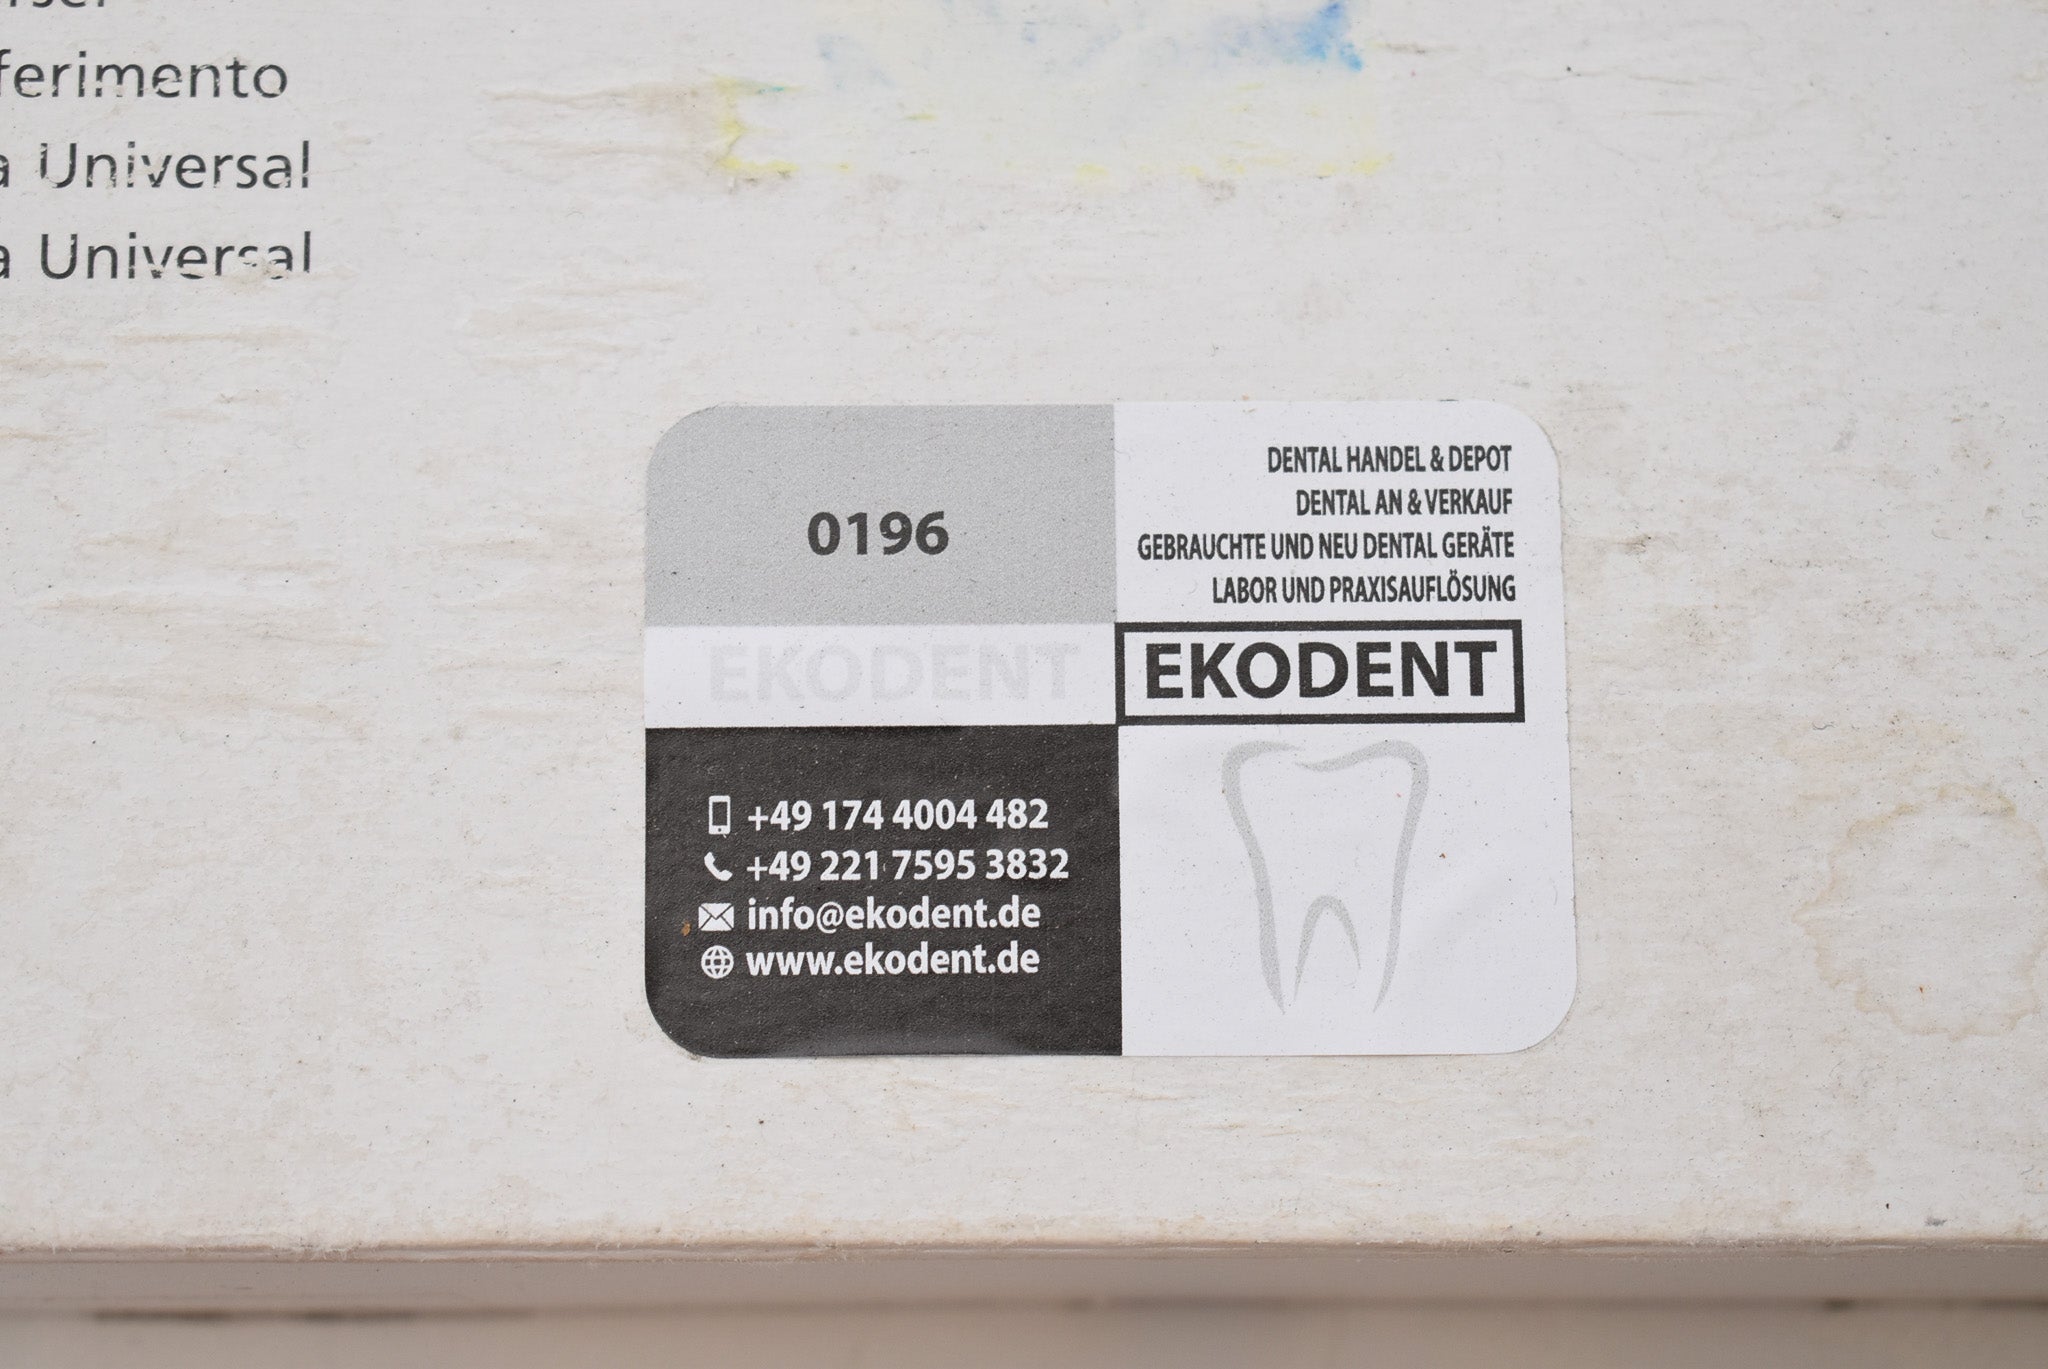 ferimento
a Universal
a Universal
0196
DENTAL HANDEL & DEPOT
DENTAL AN & VERKAUF
GEBRAUCHTE UND NEU DENTAL GERÄTE
LABOR UND PRAXISAUFLÖSUNG
EKODENT
EKODENT
+49 174 4004 482
+49 221 7595 3832
info@ekodent.de
www.ekodent.de